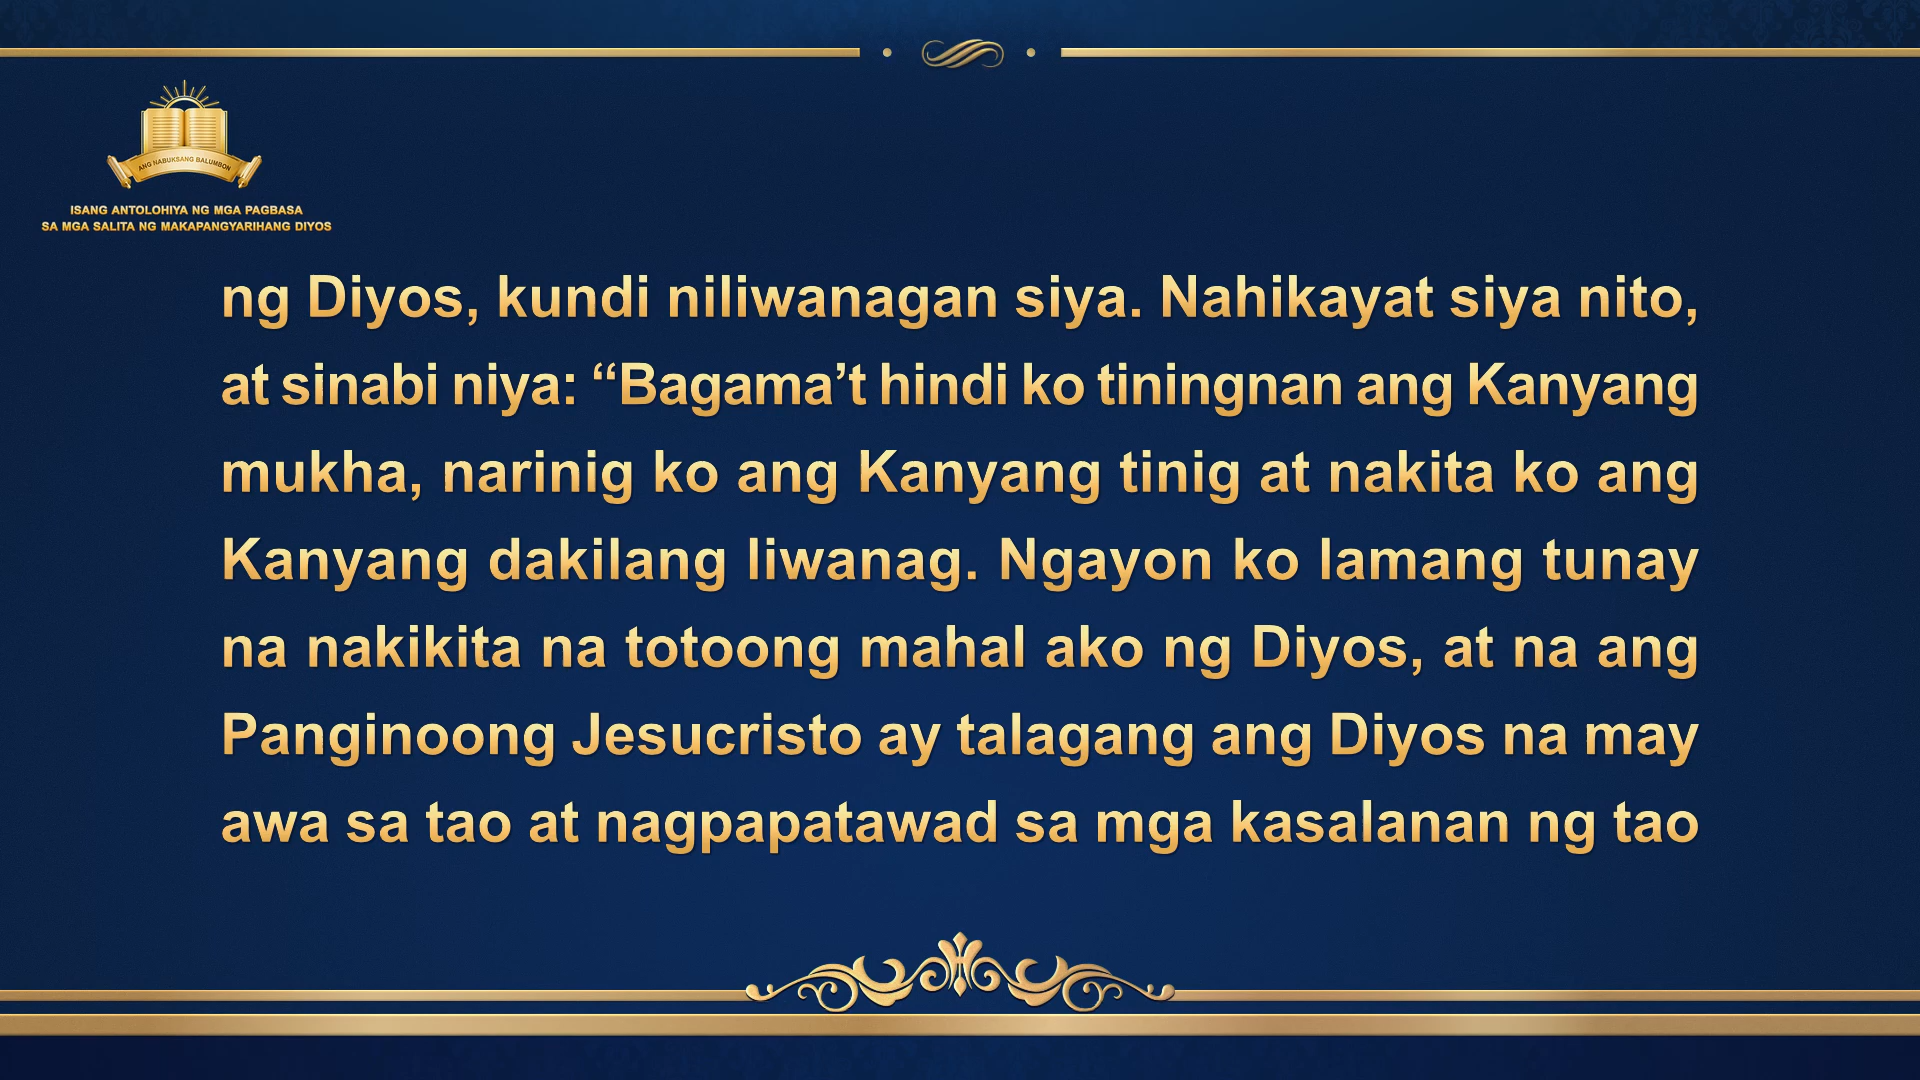 ANG NABUKSANG BALUMBON
ISANG ANTOLOHIYA NG MGA PAGBASA
SA MGA SALITA NG MAKAPANGYARIHANG DIYOS
ng Diyos, kundi niliwanagan siya. Nahikayat siya nito,
at sinabi niya: “Bagama’t hindi ko tiningnan ang Kanyang
mukha, narinig ko ang Kanyang tinig at nakita ko ang
Kanyang dakilang liwanag. Ngayon ko lamang tunay
na nakikita na totoong mahal ako ng Diyos, at na ang
Panginoong Jesucristo ay talagang ang Diyos na may
awa sa tao at nagpapatawad sa mga kasalanan ng tao